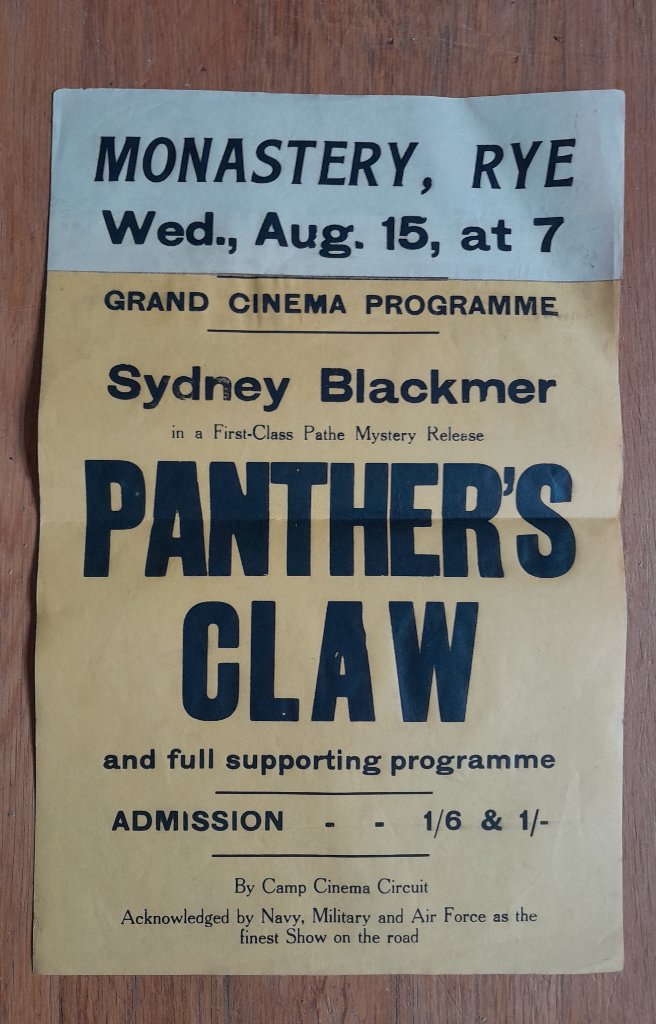 MONASTERY, RYE
Wed., Aug. 15, at 7
GRAND CINEMA PROGRAMME
Sydney Blackmer
in a First-Class Pathe Mystery Release
PANTHER'S
CLAW
and full supporting programme
ADMISSION - - 1/6 & 1/-
By Camp Cinema Circuit
Acknowledged by Navy, Military and Air Force as the
finest Show on the road